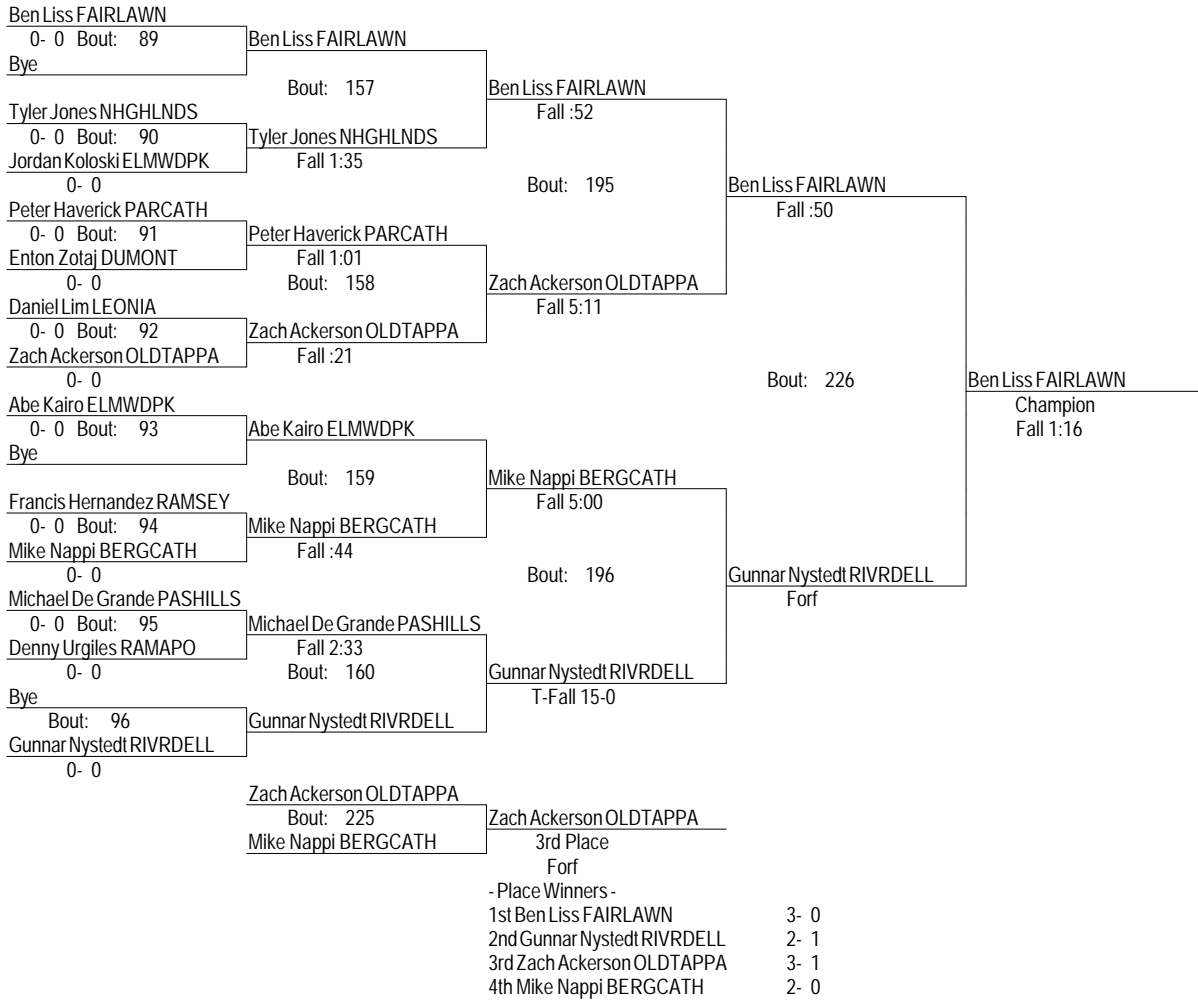 Ben Liss FAIRLAWN
0- 0 Bout: 89 Ben Liss FAIRLAWN
Bye
Bout: 157 Ben Liss FAIRLAWN
Tyler Jones NHGHLNDS Fall :52
0- 0 Bout: 90 Tyler Jones NHGHLNDS
Jordan Koloski ELMWDPK Fall 1:35
0- 0 Bout: 195 Ben Liss FAIRLAWN
Peter Haverick PARCATH Fall :50
0- 0 Bout: 91 Peter Haverick PARCATH
Enton Zotaj DUMONT Fall 1:01
0- 0 Bout: 158 Zach Ackerson OLDTAPPA
Daniel Lim LEONIA Fall 5:11
0- 0 Bout: 92 Zach Ackerson OLDTAPPA
Zach Ackerson OLDTAPPA Fall :21
0- 0 Bout: 226 Ben Liss FAIRLAWN
Abe Kairo ELMWDPK Champion
0- 0 Bout: 93 Abe Kairo ELMWDPK Fall 1:16
Bye
Bout: 159 Mike Nappi BERGCATH
Francis Hernandez RAMSEY Fall 5:00
0- 0 Bout: 94 Mike Nappi BERGCATH
Mike Nappi BERGCATH Fall :44
0- 0 Bout: 196 Gunnar Nystedt RIVRDELL
Michael De Grande PASHILLS Forf
0- 0 Bout: 95 Michael De Grande PASHILLS
Denny Urgiles RAMAPO Fall 2:33
0- 0 Bout: 160 Gunnar Nystedt RIVRDELL
Bye T-Fall 15-0
Bout: 96 Gunnar Nystedt RIVRDELL
Gunnar Nystedt RIVRDELL
0- 0
Zach Ackerson OLDTAPPA
Bout: 225 Zach Ackerson OLDTAPPA
Mike Nappi BERGCATH 3rd Place
Forf
- Place Winners -
1st Ben Liss FAIRLAWN 3- 0
2nd Gunnar Nystedt RIVRDELL 2- 1
3rd Zach Ackerson OLDTAPPA 3- 1
4th Mike Nappi BERGCATH 2- 0